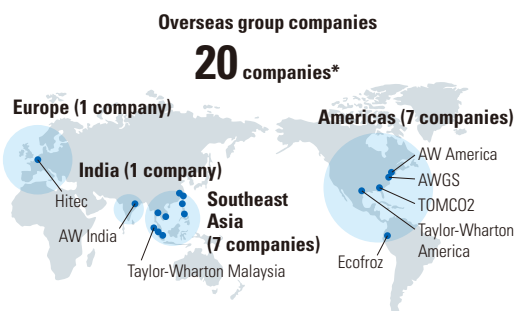 Overseas group companies
20 companies*
Europe (1 company)
Hitec
India (1 company)
AW India
Southeast
Asia
(7 companies)
Taylor-Wharton Malaysia
Americas (7 companies)
AW America
AWGS
TOMCO2
Taylor-Wharton
America
Ecofroz